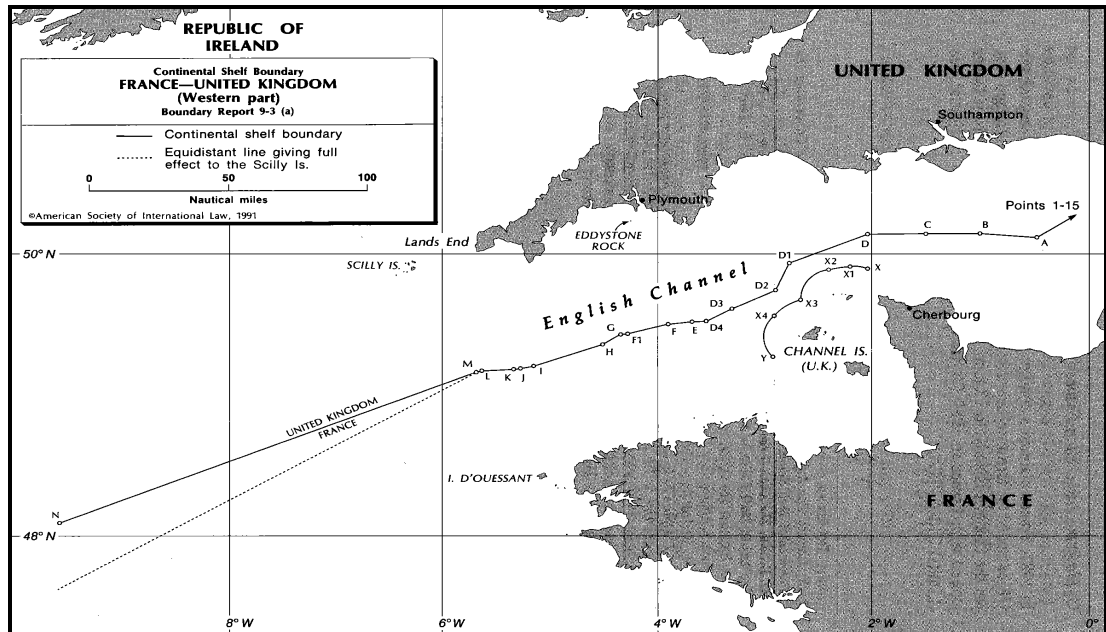 REPUBLIC OF
IRELAND
Continental Shelf Boundary
FRANCE—UNITED KINGDOM
(Western part)
Boundary Report 9-3 (a)
Continental shelf boundary
Equidistant line giving full
effect to the Scilly Is.
0 50 100
Nautical miles
©American Society of International Law, 1991
UNITED KINGDOM
Southampton
Plymouth
EDDYSTONE
ROCK
Points 1-15
Lands End
50° N
SCILLY IS.
D C B A
D1
X2 X1 X
English Channel
D2
D3
X3
X4
Cherbourg
G F E D4
F1
H
CHANNEL IS.
(U.K.)
Y
M
L K J I
UNITED KINGDOM
FRANCE
I. D'OUESSANT
FRANCE
N
48° N
8° W 6° W 4° W 2° W 0°